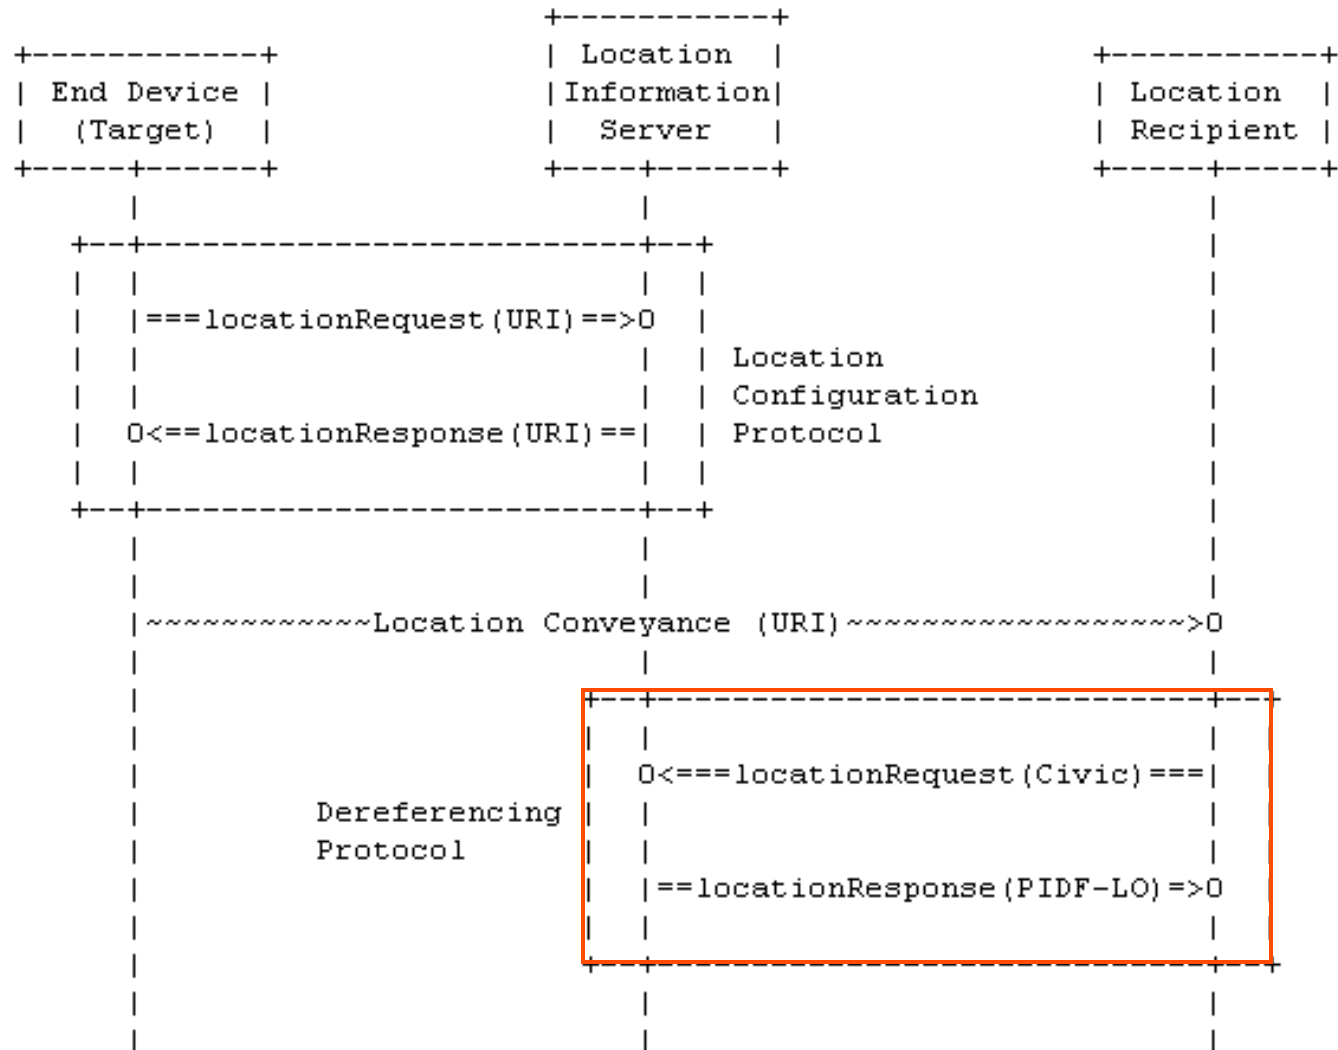 Location
End Device Information Location
(Target) Server Recipient
===locationRequest(URI)==>O
Location
Configuration
O<==locationResponse(URI)== Protocol
~~~~~~~~~~~~Location Conveyance (URI)~~~~~~~~~~~~~~~~~~>O
O<===locationRequest(Civic)===
Dereferencing
Protocol
==locationResponse(PIDF-LO)=>O